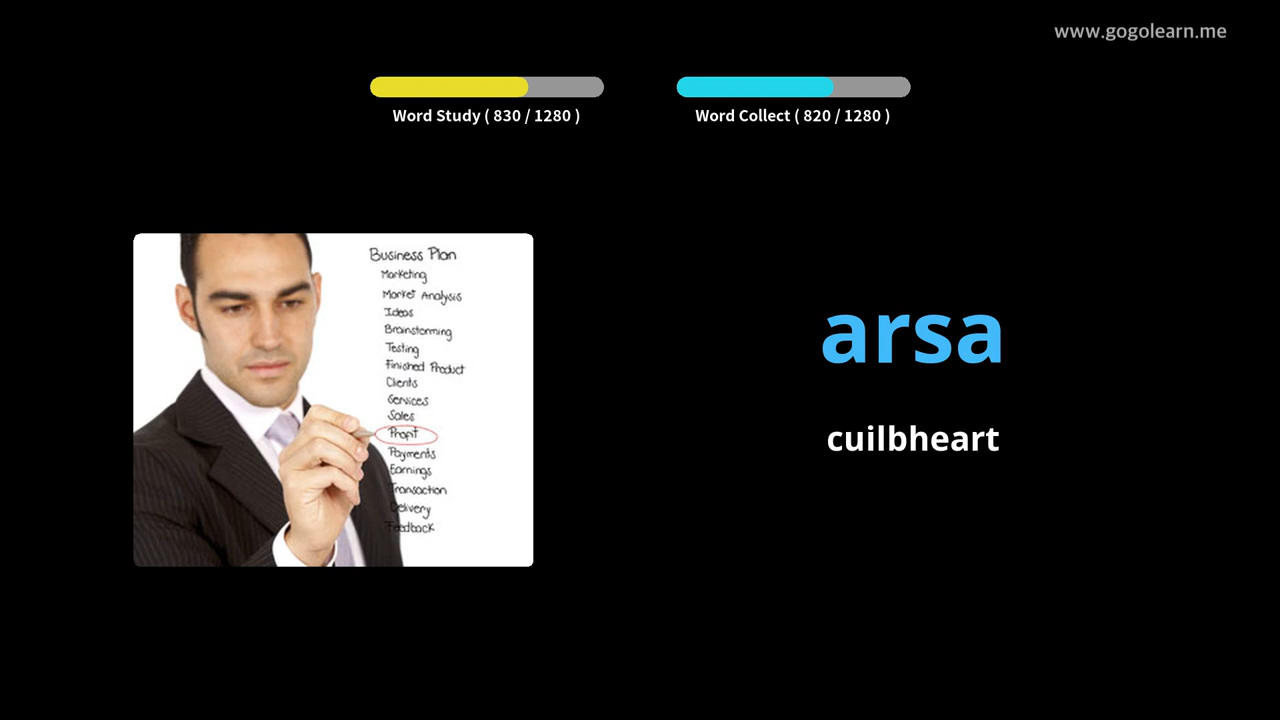 www.gogolearn.me
Word Study ( 830 / 1280 )
Word Collect ( 820 / 1280 )
Business Plan
Marketing
Market Analysis
Ideas
Brainstorming
Testing
Finished Product
Clients
Services
Sales
Profit
Payments
Earnings
Transaction
Delivery
Feedback
arsa
cuilbheart